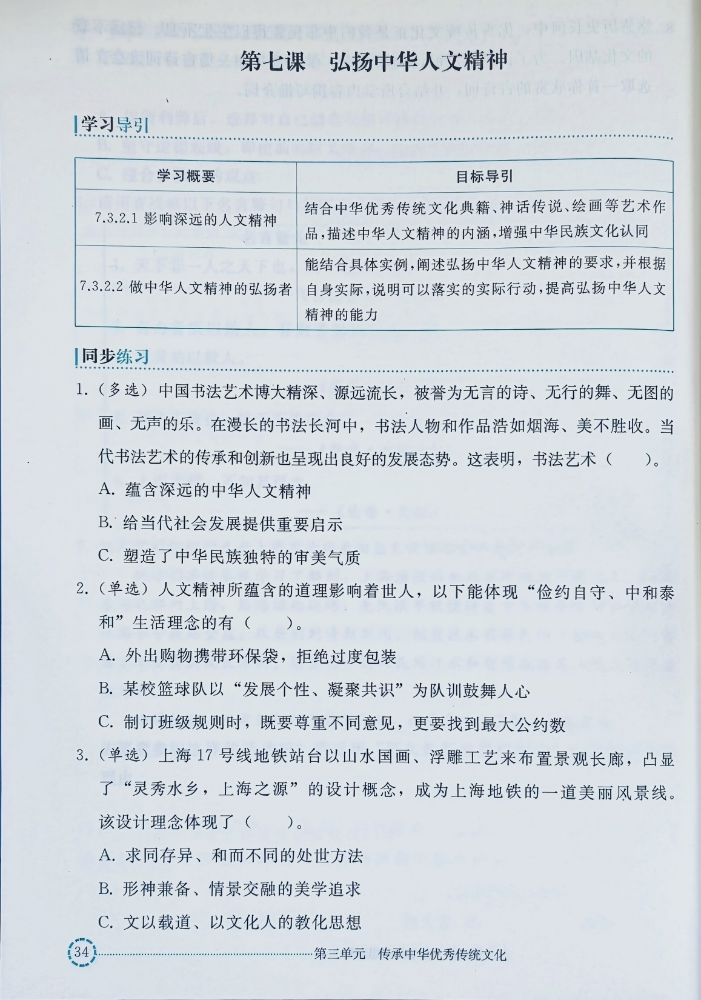 第七课　弘扬中华人文精神
学习导引
学习概要
目标导引
7.3.2.1 影响深远的人文精神
结合中华优秀传统文化典籍、神话传说、绘画等艺术作
品，描述中华人文精神的内涵，增强中华民族文化认同
7.3.2.2 做中华人文精神的弘扬者
能结合具体实例，阐述弘扬中华人文精神的要求，并根据
自身实际，说明可以落实的实际行动，提高弘扬中华人文
精神的能力
同步练习
1.（多选）中国书法艺术博大精深、源远流长，被誉为无言的诗、无行的舞、无图的
画、无声的乐。在漫长的书法长河中，书法人物和作品浩如烟海、美不胜收。当
代书法艺术的传承和创新也呈现出良好的发展态势。这表明，书法艺术（　　）。
A. 蕴含深远的中华人文精神
B. 给当代社会发展提供重要启示
C. 塑造了中华民族独特的审美气质
2.（单选）人文精神所蕴含的道理影响着世人，以下能体现“俭约自守、中和泰
和”生活理念的有（　　）。
A. 外出购物携带环保袋，拒绝过度包装
B. 某校篮球队以“发展个性、凝聚共识”为队训鼓舞人心
C. 制订班级规则时，既要尊重不同意见，更要找到最大公约数
3.（单选）上海 17 号线地铁站台以山水国画、浮雕工艺来布置景观长廊，凸显
了“灵秀水乡，上海之源”的设计概念，成为上海地铁的一道美丽风景线。
该设计理念体现了（　　）。
A. 求同存异、和而不同的处世方法
B. 形神兼备、情景交融的美学追求
C. 文以载道、以文化人的教化思想
34 第三单元　传承中华优秀传统文化